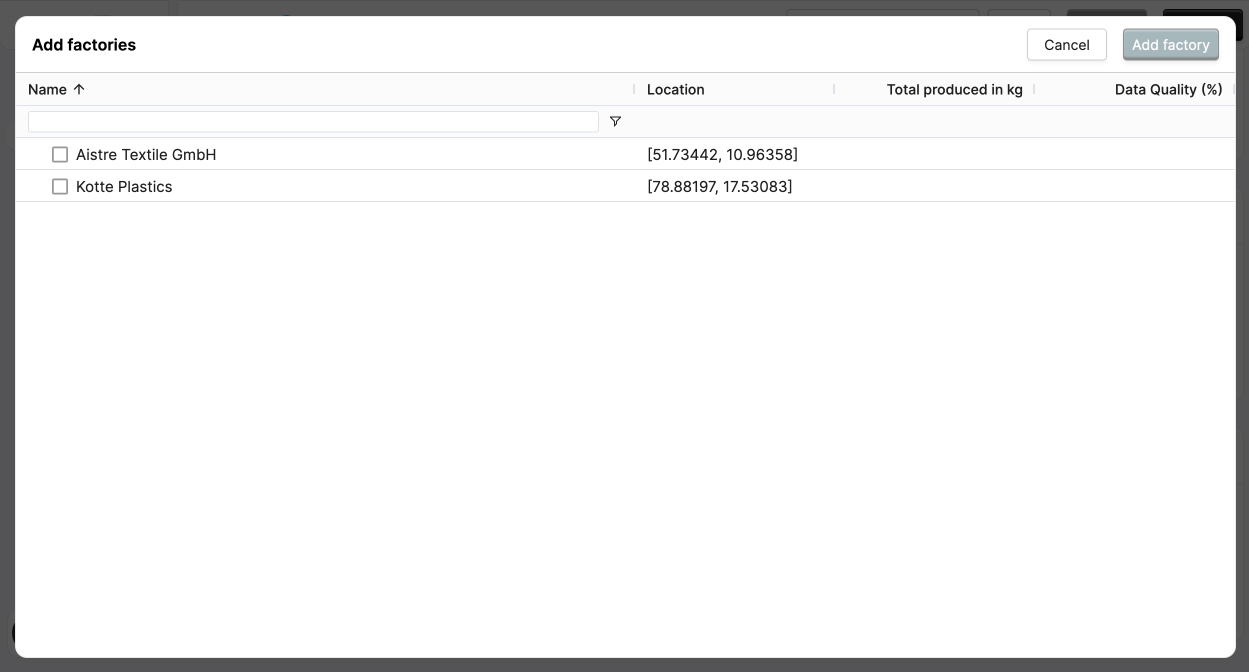 Add factories
Cancel
Add factory
Name
Location
Total produced in kg
Data Quality (%)
Aistre Textile GmbH
[51.73442, 10.96358]
Kotte Plastics
[78.88197, 17.53083]